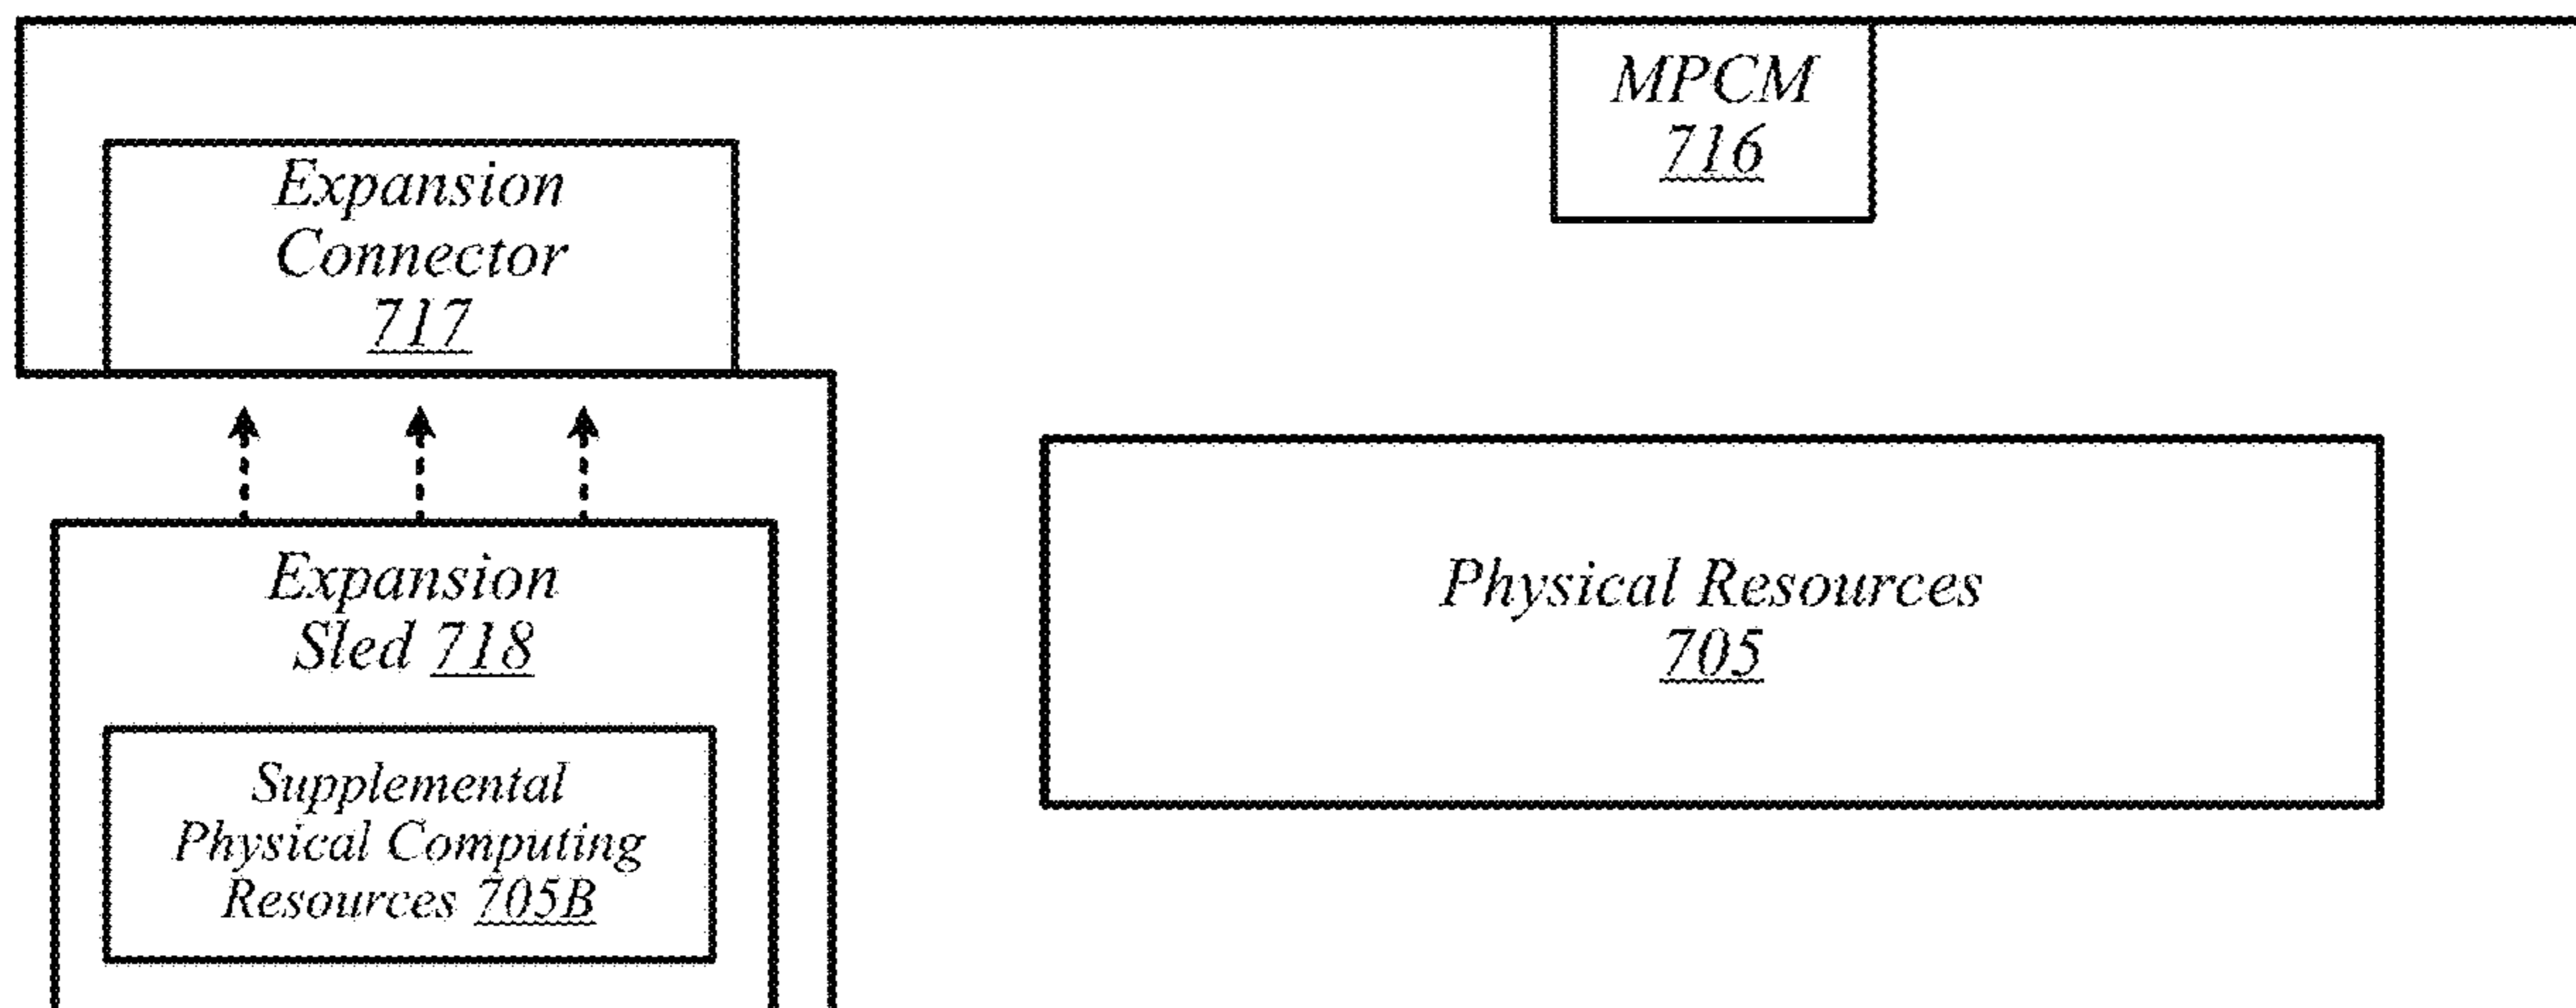 MPCM
716
Expansion
Connector
717
Expansion
Sled 718
Physical Resources
705
Supplemental
Physical Computing
Resources 705B